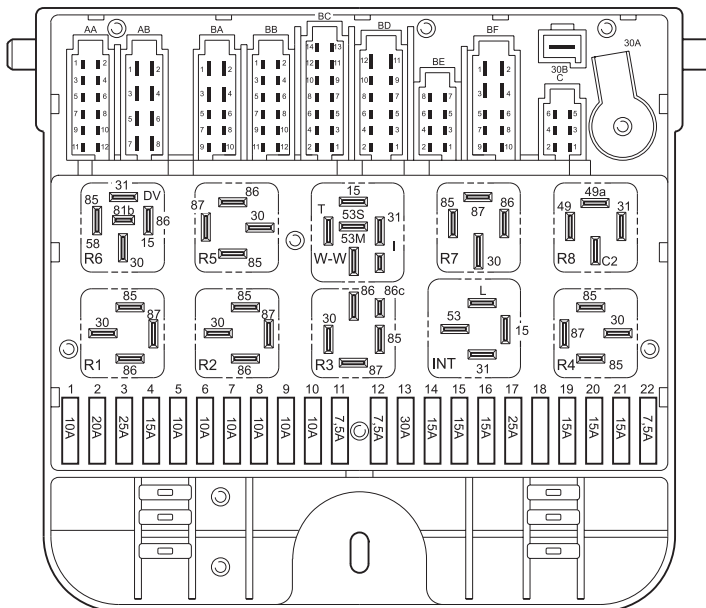 BC
AA AB BA BB BD BF
BE 30A
30B
C
1 2
3 4
5 6
7 8
9 10
11 12
1 2
3 4
5 6
7 8
1 2
3 4
5 6
7 8
9 10
1 2
3 4
5 6
7 8
9 10
11 12
14 13
12 11
10 9
8 7
6 5
4 3
2 1
12 11
10 9
8 7
6 5
4 3
2 1
8 7
6 5
4 3
2 1
1 2
3 4
5 6
7 8
9 10
6 5
4 3
2 1
31 DV
85 81b 86
58 15
R6 30
86
87 30
R5 85
15
T 53S 31
53M
W-W I
87
85 86
R7 30
49a
49 31
R8 C2
85
30 87
R1 86
85
30 87
R2 86
86 86c
30 85
R3 87
L
53 15
INT 31
85
87 30
R4 85
1 2 3 4 5 6 7 8 9 10 11 12 13 14 15 16 17 18 19 20 21 22
10A 20A 25A 15A 10A 10A 10A 10A 10A 10A 7,5A 7,5A 30A 15A 15A 15A 25A 15A 15A 15A 7,5A